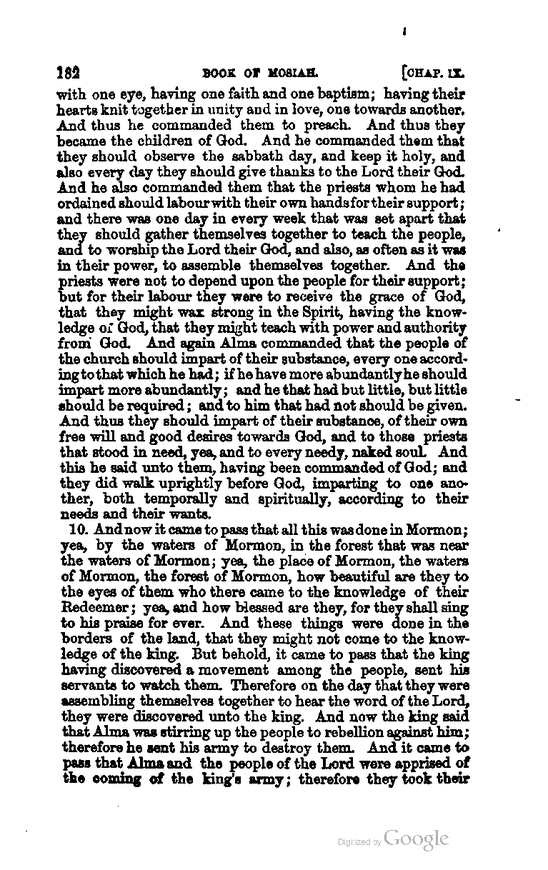 182 BOOK OF MOSIAH. [CHAP. IX.
with one eye, having one faith and one baptism; having their
hearts knit together in unity and in love, one towards another.
And thus he commanded them to preach. And thus they
became the children of God. And he commanded them that
they should observe the sabbath day, and keep it holy, and
also every day they should give thanks to the Lord their God.
And he also commanded them that the priests whom he had
ordained should labour with their own hands for their support;
and there was one day in every week that was set apart that
they should gather themselves together to teach the people,
and to worship the Lord their God, and also, as often as it was
in their power, to assemble themselves together. And the
priests were not to depend upon the people for their support;
but for their labour they were to receive the grace of God,
that they might wax strong in the Spirit, having the know-
ledge of God, that they might teach with power and authority
from God. And again Alma commanded that the people of
the church should impart of their substance, every one accord-
ing to that which he had; if he have more abundantly he should
impart more abundantly; and he that had but little, but little
should be required; and to him that had not should be given.
And thus they should impart of their substance, of their own
free will and good desires towards God, and to those priests
that stood in need, yea, and to every needy, naked soul. And
this he said unto them, having been commanded of God; and
they did walk uprightly before God, imparting to one ano-
ther, both temporally and spiritually, according to their
needs and their wants.
10. And now it came to pass that all this was done in Mormon;
yea, by the waters of Mormon, in the forest that was near
the waters of Mormon; yea, the place of Mormon, the waters
of Mormon, the forest of Mormon, how beautiful are they to
the eyes of them who there came to the knowledge of their
Redeemer; yea, and how blessed are they, for they shall sing
to his praise for ever. And these things were done in the
borders of the land, that they might not come to the know-
ledge of the king. But behold, it came to pass that the king
having discovered a movement among the people, sent his
servants to watch them. Therefore on the day that they were
assembling themselves together to hear the word of the Lord,
they were discovered unto the king. And now the king said
that Alma was stirring up the people to rebellion against him;
therefore he sent his army to destroy them. And it came to
pass that Alma and the people of the Lord were apprised of
the coming of the king's army; therefore they took their
Digitized by Google